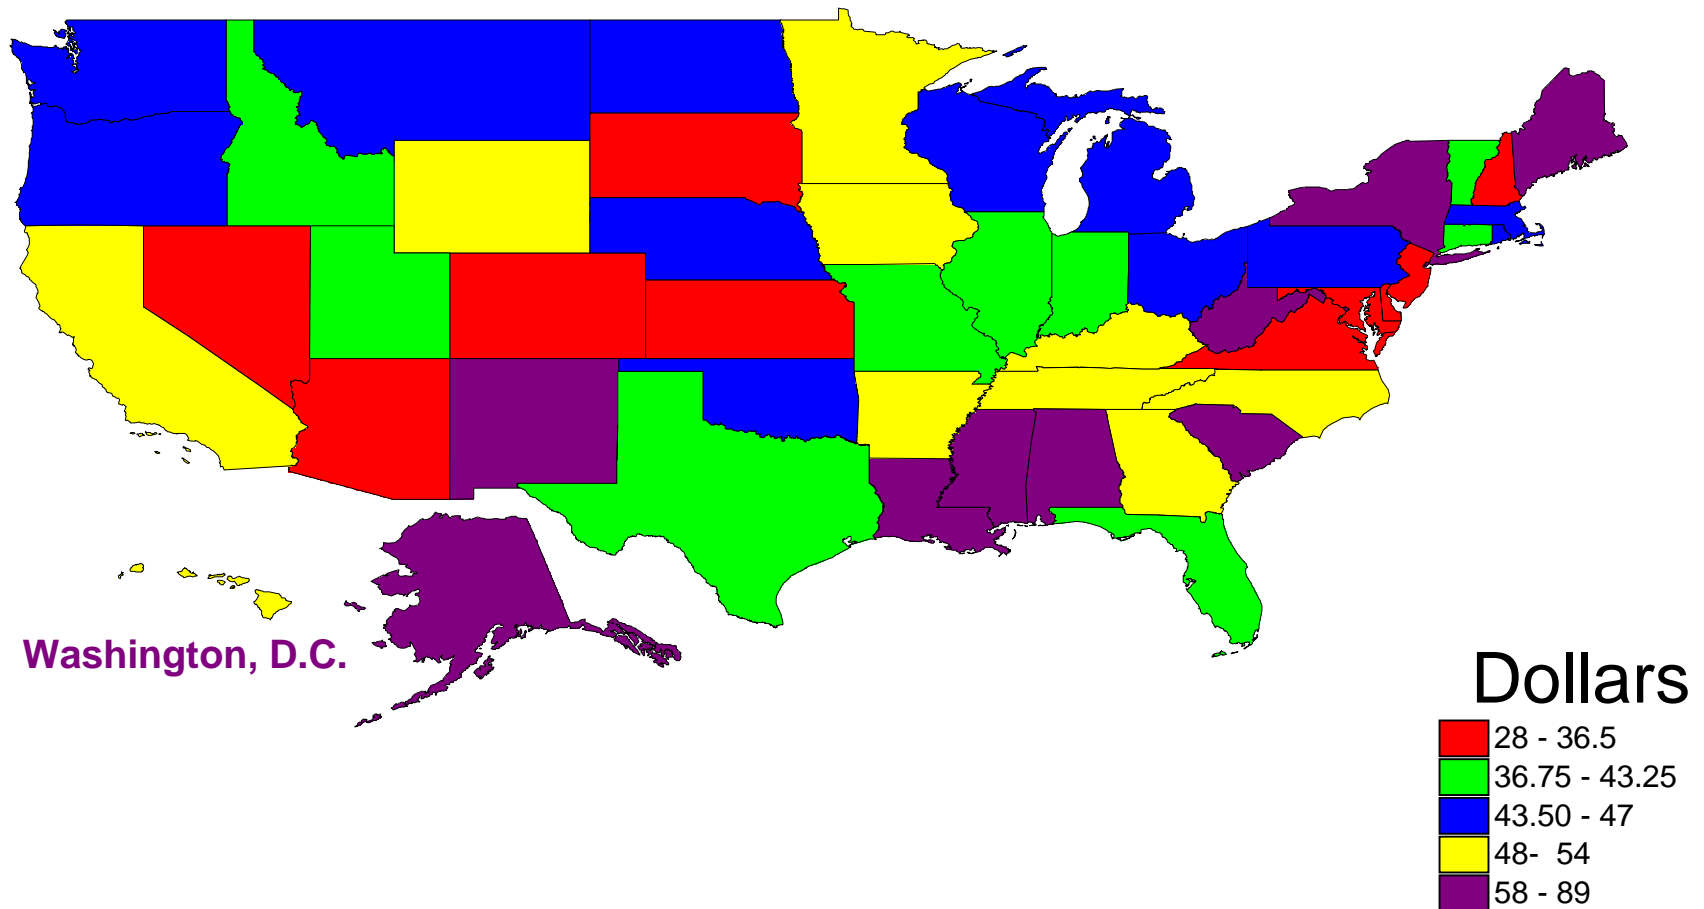 Washington, D.C.
Dollars
28 - 36.5
36.75 - 43.25
43.50 - 47
48-  54
58 - 89